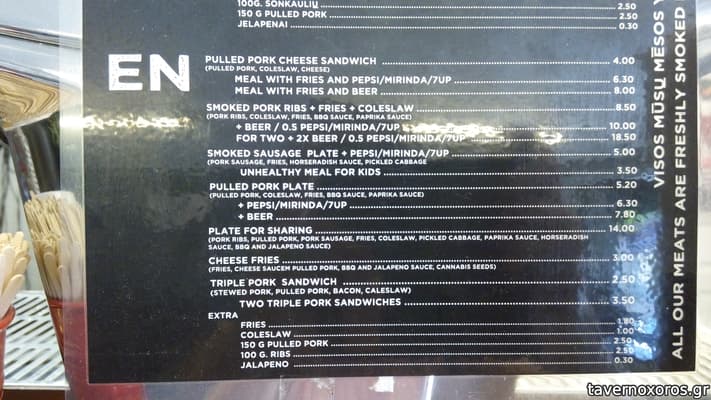 100G. SONKAULIŲ 2.50
150 G PULLED PORK 2.50
JELAPENAI 0.30
EN
PULLED PORK CHEESE SANDWICH 4.00
(PULLED PORK, COLESLAW, CHEESE)
MEAL WITH FRIES AND PEPSI/MIRINDA/7UP 6.30
MEAL WITH FRIES AND BEER 8.00
SMOKED PORK RIBS + FRIES + COLESLAW 8.50
(PORK RIBS, COLESLAW, FRIES, BBQ SAUCE, PAPRIKA SAUCE)
+ BEER / 0.5 PEPSI/MIRINDA/7UP 10.00
FOR TWO + 2X BEER / 0.5 PEPSI/MIRINDA/7UP 18.50
SMOKED SAUSAGE PLATE + PEPSI/MIRINDA/7UP 5.00
(PORK SAUSAGE, FRIES, HORSERADISH SAUCE, PICKLED CABBAGE
UNHEALTHY MEAL FOR KIDS 3.50
PULLED PORK PLATE 5.20
(PULLED PORK, COLESLAW, FRIES, BBQ SAUCE, PAPRIKA SAUCE)
+ PEPSI/MIRINDA/7UP 6.30
+ BEER 7.80
PLATE FOR SHARING 14.00
(PORK RIBS, PULLED PORK, PORK SAUSAGE, FRIES, COLESLAW, PICKLED CABBAGE, PAPRIKA SAUCE, HORSERADISH
SAUCE, BBQ AND JALAPENO SAUCE)
CHEESE FRIES 3.00
(FRIES, CHEESE SAUCEM PULLED PORK, BBQ AND JALAPENO SAUCE, CANNABIS SEEDS)
TRIPLE PORK SANDWICH 2.50
(STEWED PORK, PULLED PORK, BACON, CALESLAW)
TWO TRIPLE PORK SANDWICHES 3.50
EXTRA
FRIES 1.80
COLESLAW 1.00
150 G PULLED PORK 2.50
100 G. RIBS 2.50
JALAPENO 0.30
VISOS MŪSŲ MĖSOS
ALL OUR MEATS ARE FRESHLY SMOKED
tavernoxoros.gr